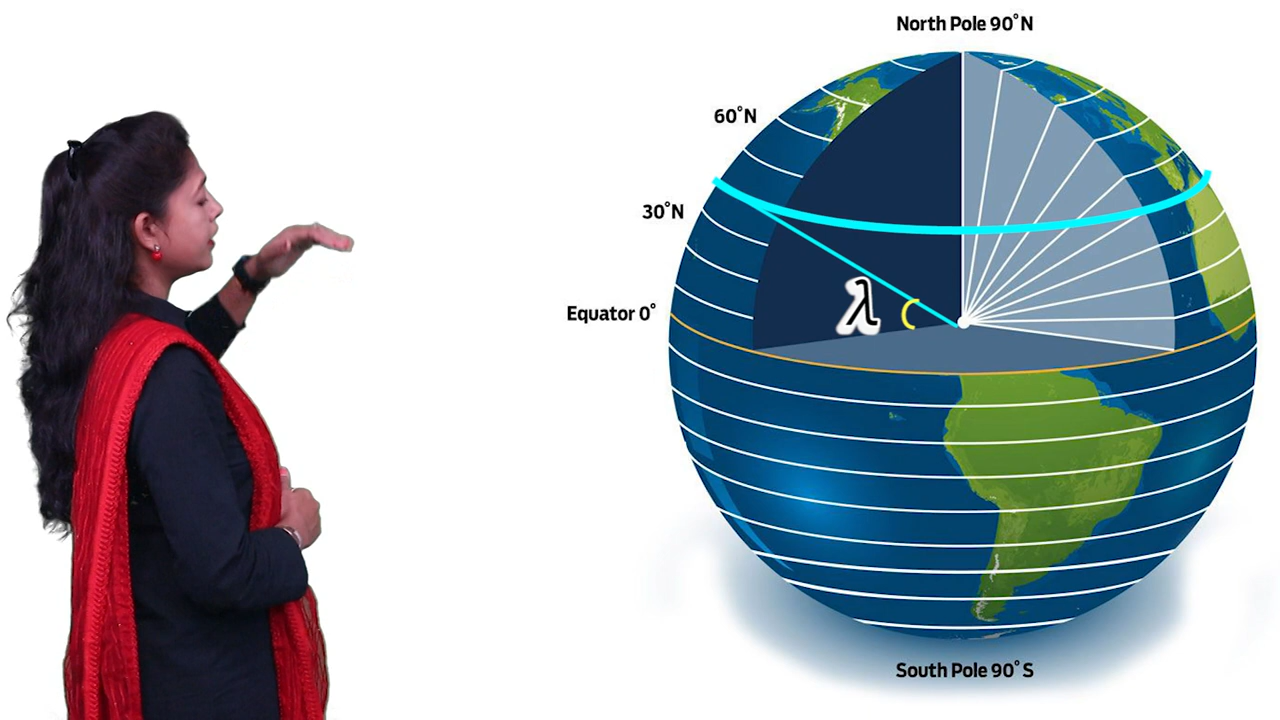 North Pole 90°N
60°N
30°N
λ
Equator 0°
South Pole 90°S